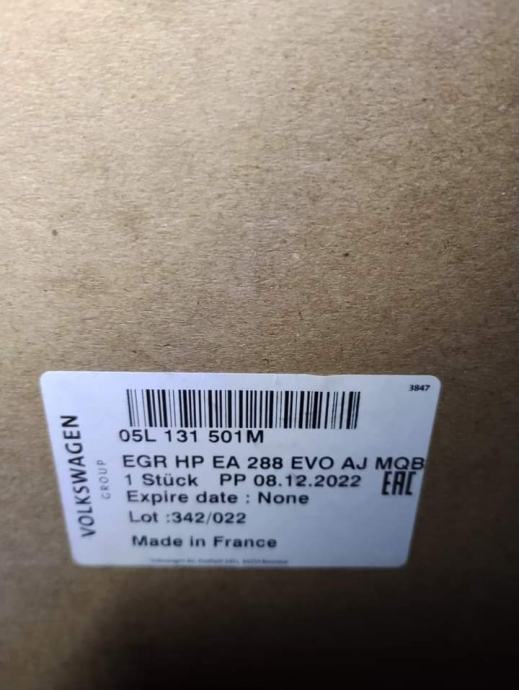 3847
05L 131 501M
EGR HP EA 288 EVO AJ MQB
1 Stück PP 08.12.2022
EAC
Expire date : None
Lot :342/022
Made in France
VOLKSWAGEN
GROUP